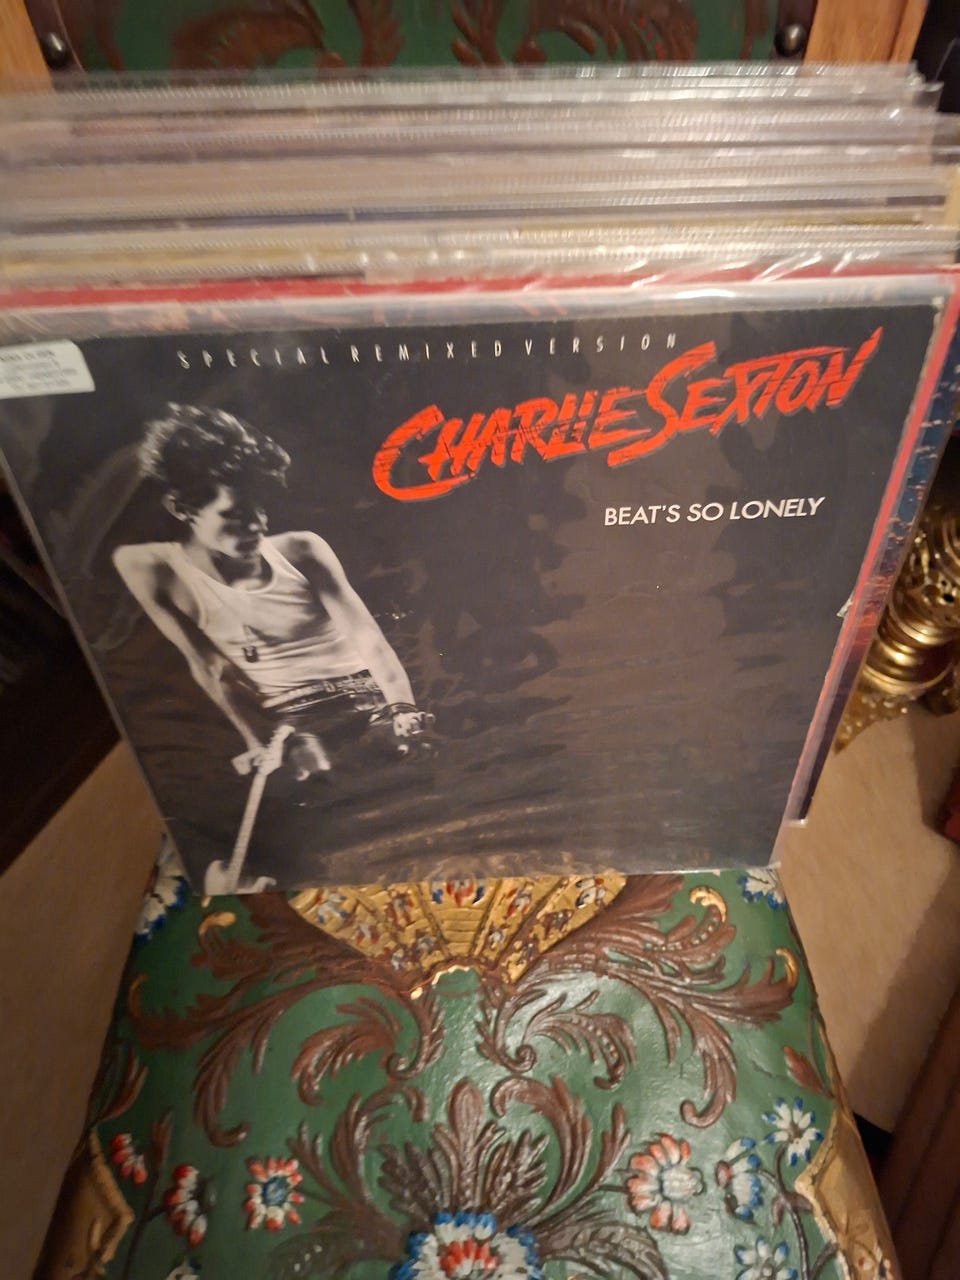 SPECIAL REMIXED VERSION
CHARLIE SEXTON
BEAT'S SO LONELY